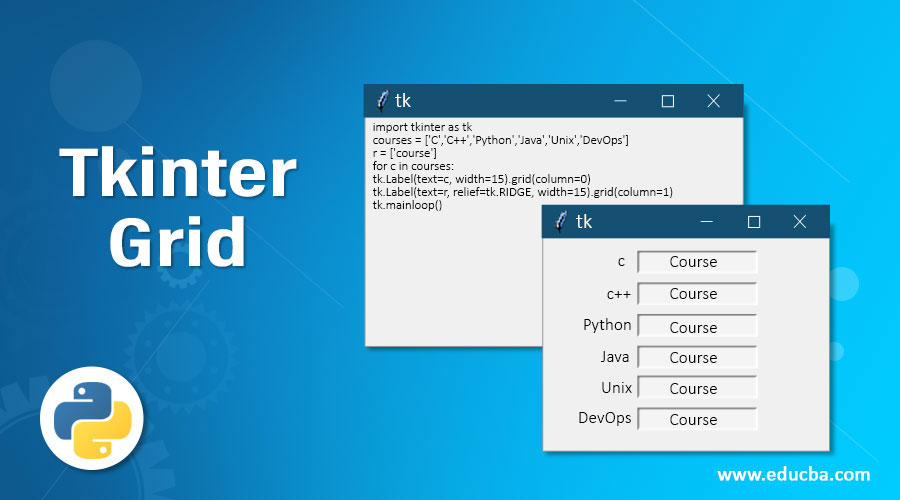 Tkinter
Grid
tk
import tkinter as tk
courses = ['C','C++','Python','Java','Unix','DevOps']
r = ['course']
for c in courses:
tk.Label(text=c, width=15).grid(column=0)
tk.Label(text=r, relief=tk.RIDGE, width=15).grid(column=1)
tk.mainloop()
tk
c Course
c++ Course
Python Course
Java Course
Unix Course
DevOps Course
www.educba.com